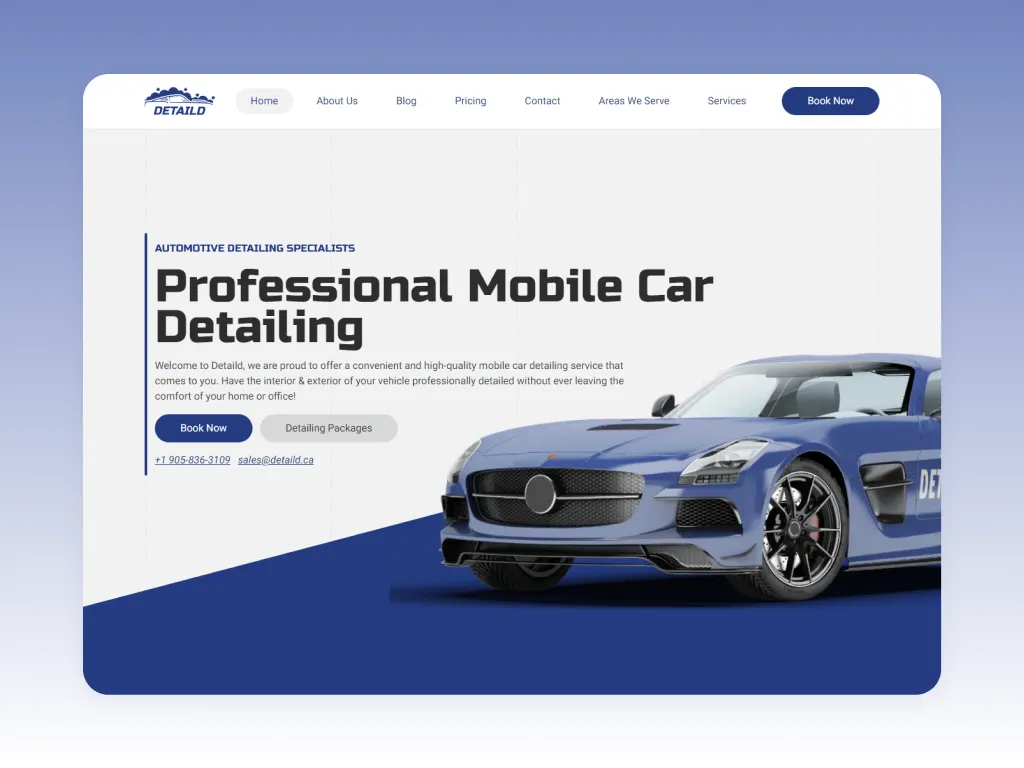 DETAILD
Home
About Us
Blog
Pricing
Contact
Areas We Serve
Services
Book Now
AUTOMOTIVE DETAILING SPECIALISTS
Professional Mobile Car
Detailing
Welcome to Detaild, we are proud to offer a convenient and high-quality mobile car detailing service that
comes to you. Have the interior & exterior of your vehicle professionally detailed without ever leaving the
comfort of your home or office!
Book Now
Detailing Packages
+1 905-836-3109 sales@detaild.ca
DET